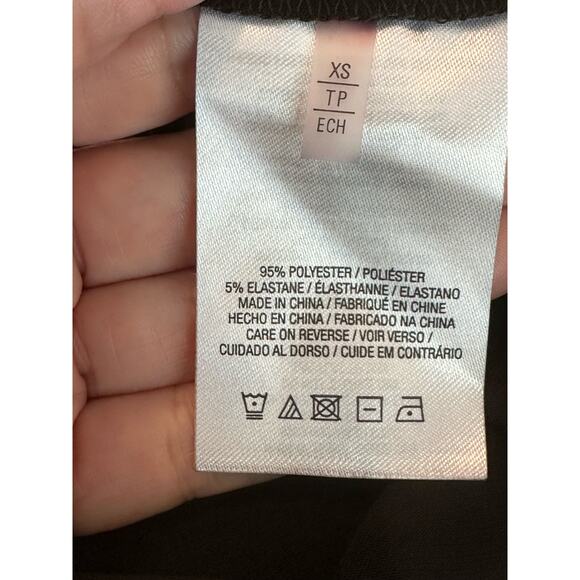 XS
TP
ECH
95% POLYESTER / POLIÉSTER
5% ELASTANE / ÉLASTHANNE / ELASTANO
MADE IN CHINA / FABRIQUÉ EN CHINE
HECHO EN CHINA / FABRICADO NA CHINA
CARE ON REVERSE / VOIR VERSO /
CUIDADO AL DORSO / CUIDE EM CONTRÁRIO